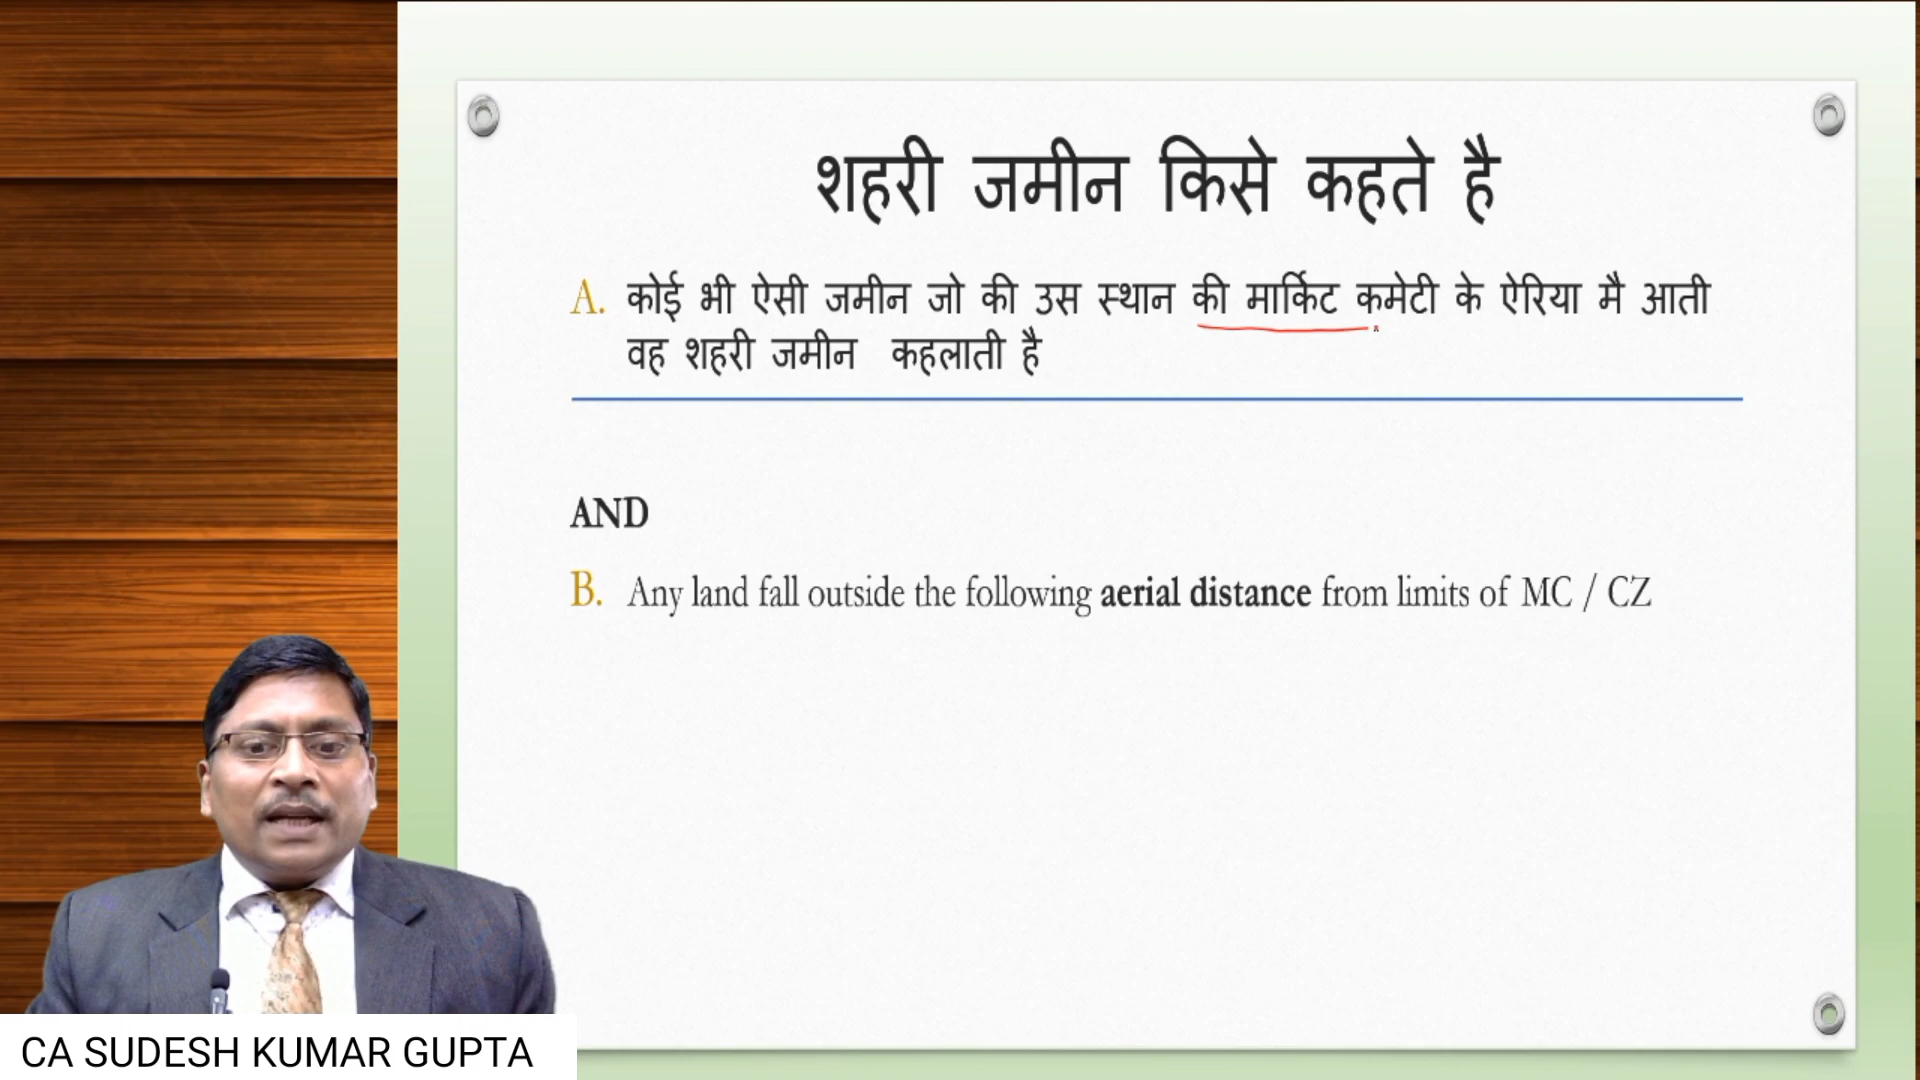 शहरी जमीन किसे कहते है
A. कोई भी ऐसी जमीन जो की उस स्थान की मार्किट कमेटी के ऐरिया मै आती
वह शहरी जमीन कहलाती है
AND
B. Any land fall outside the following aerial distance from limits of MC / CZ
CA SUDESH KUMAR GUPTA